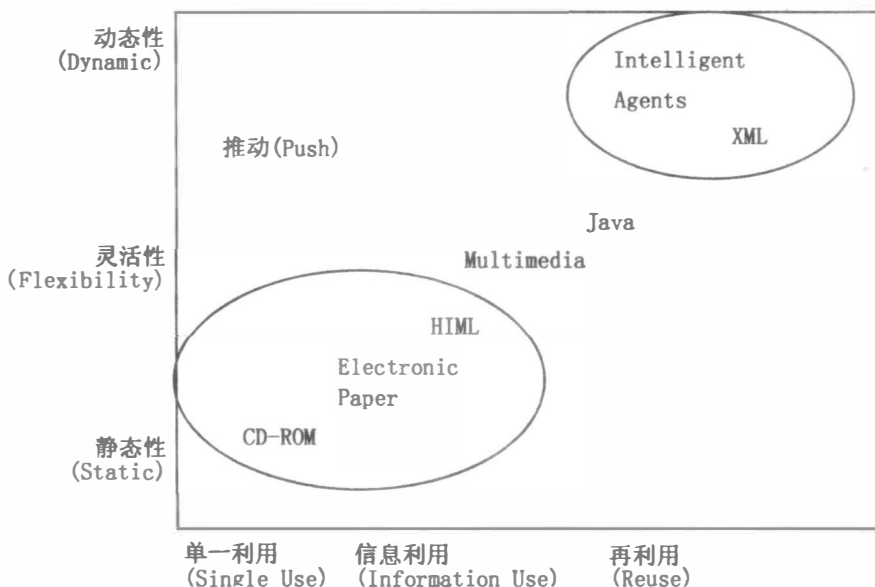 动态性
(Dynamic)
Intelligent
Agents
XML
推动(Push)
Java
灵活性
(Flexibility)
Multimedia
HIML
Electronic
Paper
CD-ROM
静态性
(Static)
单一利用
(Single Use)
信息利用
(Information Use)
再利用
(Reuse)